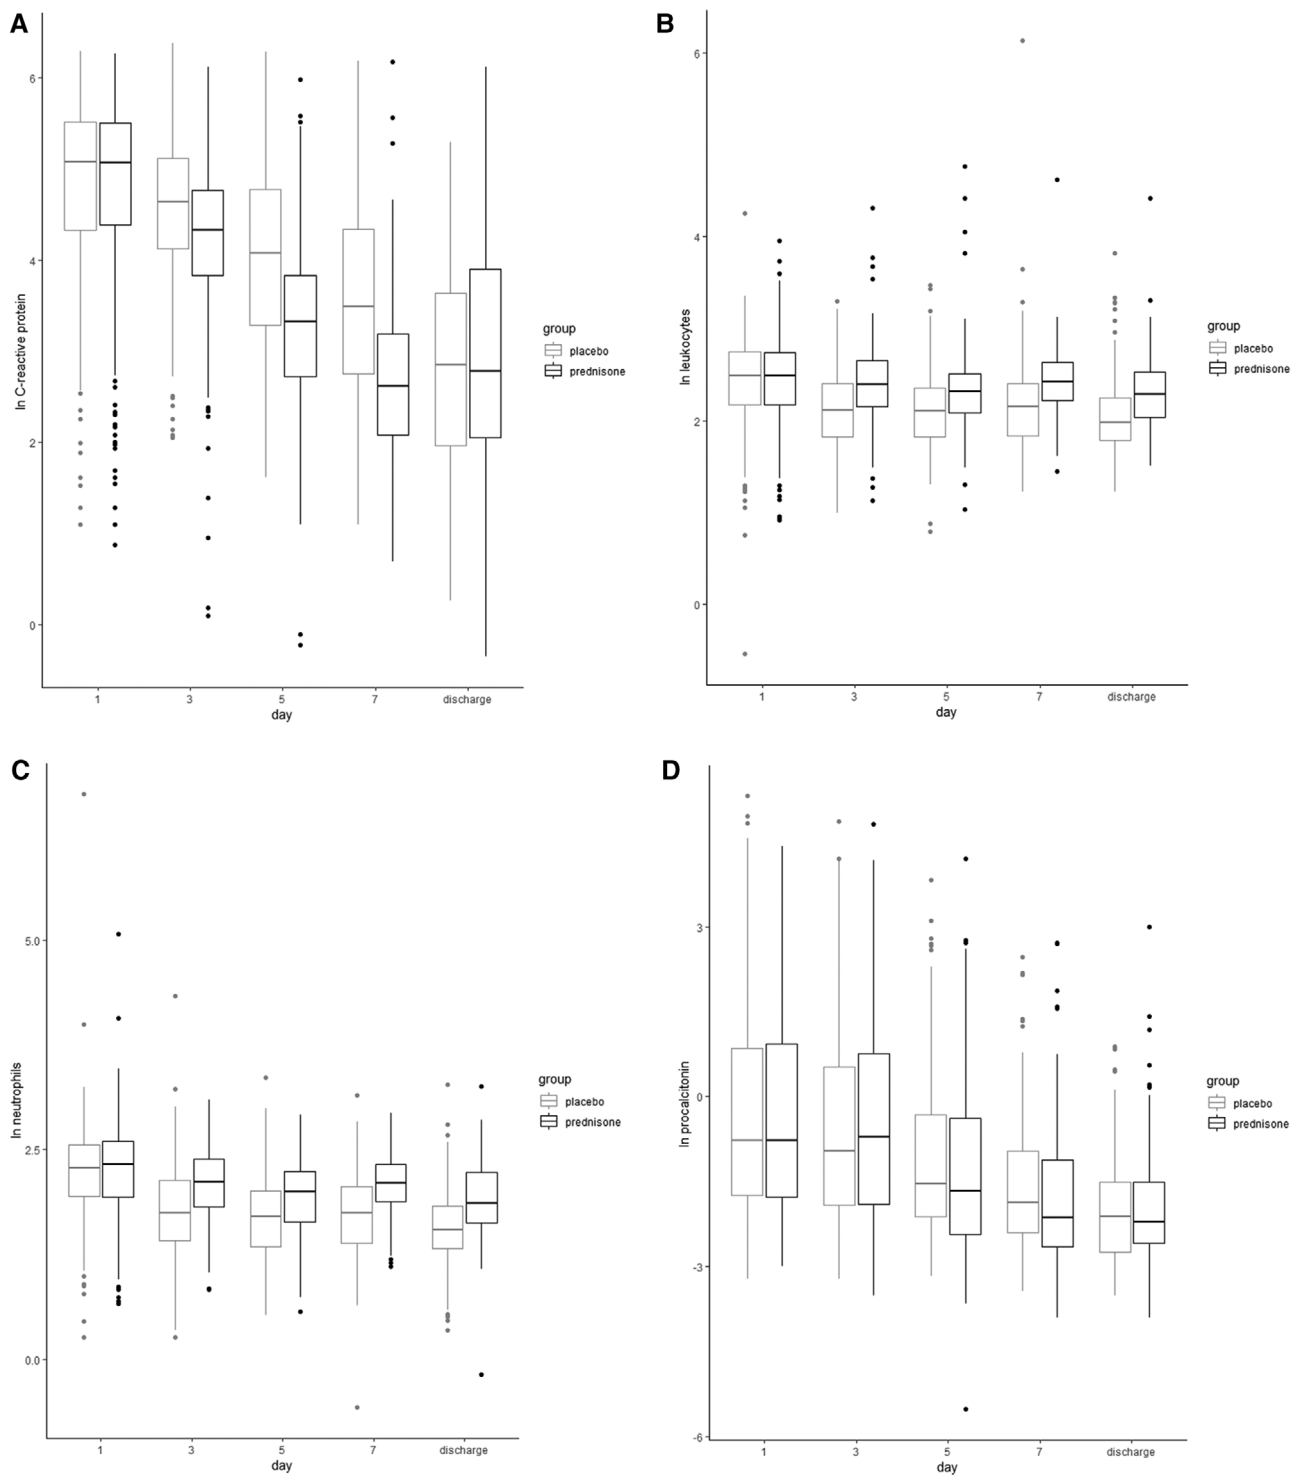 A
ln C-reactive protein
6
4
2
0
1 3 5 7 discharge
day
group
placebo
prednisone
B
ln leukocytes
6
4
2
0
1 3 5 7 discharge
day
group
placebo
prednisone
C
ln neutrophils
5.0
2.5
0.0
1 3 5 7 discharge
day
group
placebo
prednisone
D
ln procalcitonin
3
0
-3
-6
1 3 5 7 discharge
day
group
placebo
prednisone